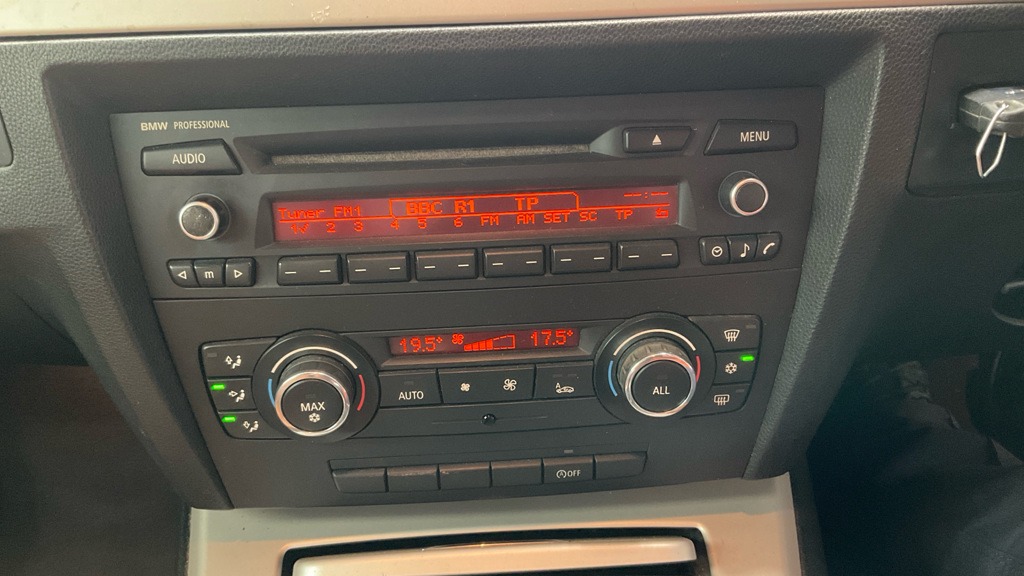 BMW PROFESSIONAL
AUDIO MENU
Tuner FM1 BBC R1 TP --:--
1 2 3 4 5 6 FM AM SET SC TP
m
19.5° 17.5°
MAX AUTO ALL
A
A OFF